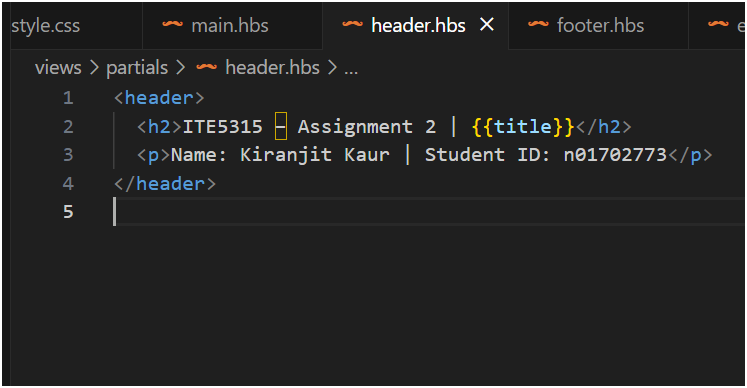 style.css main.hbs header.hbs × footer.hbs e
views > partials > header.hbs > ...
1 <header>
2 <h2>ITE5315 – Assignment 2 | {{title}}</h2>
3 <p>Name: Kiranjit Kaur | Student ID: n01702773</p>
4 </header>
5